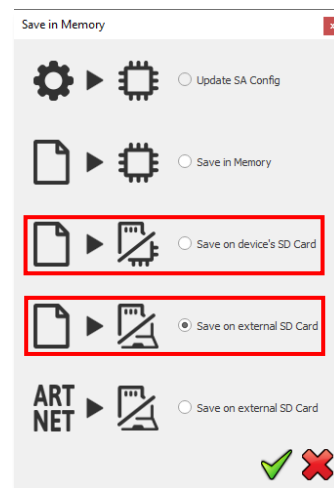 Save in Memory
Update SA Config
Save in Memory
Save on device's SD Card
Save on external SD Card
ART
NET
Save on external SD Card